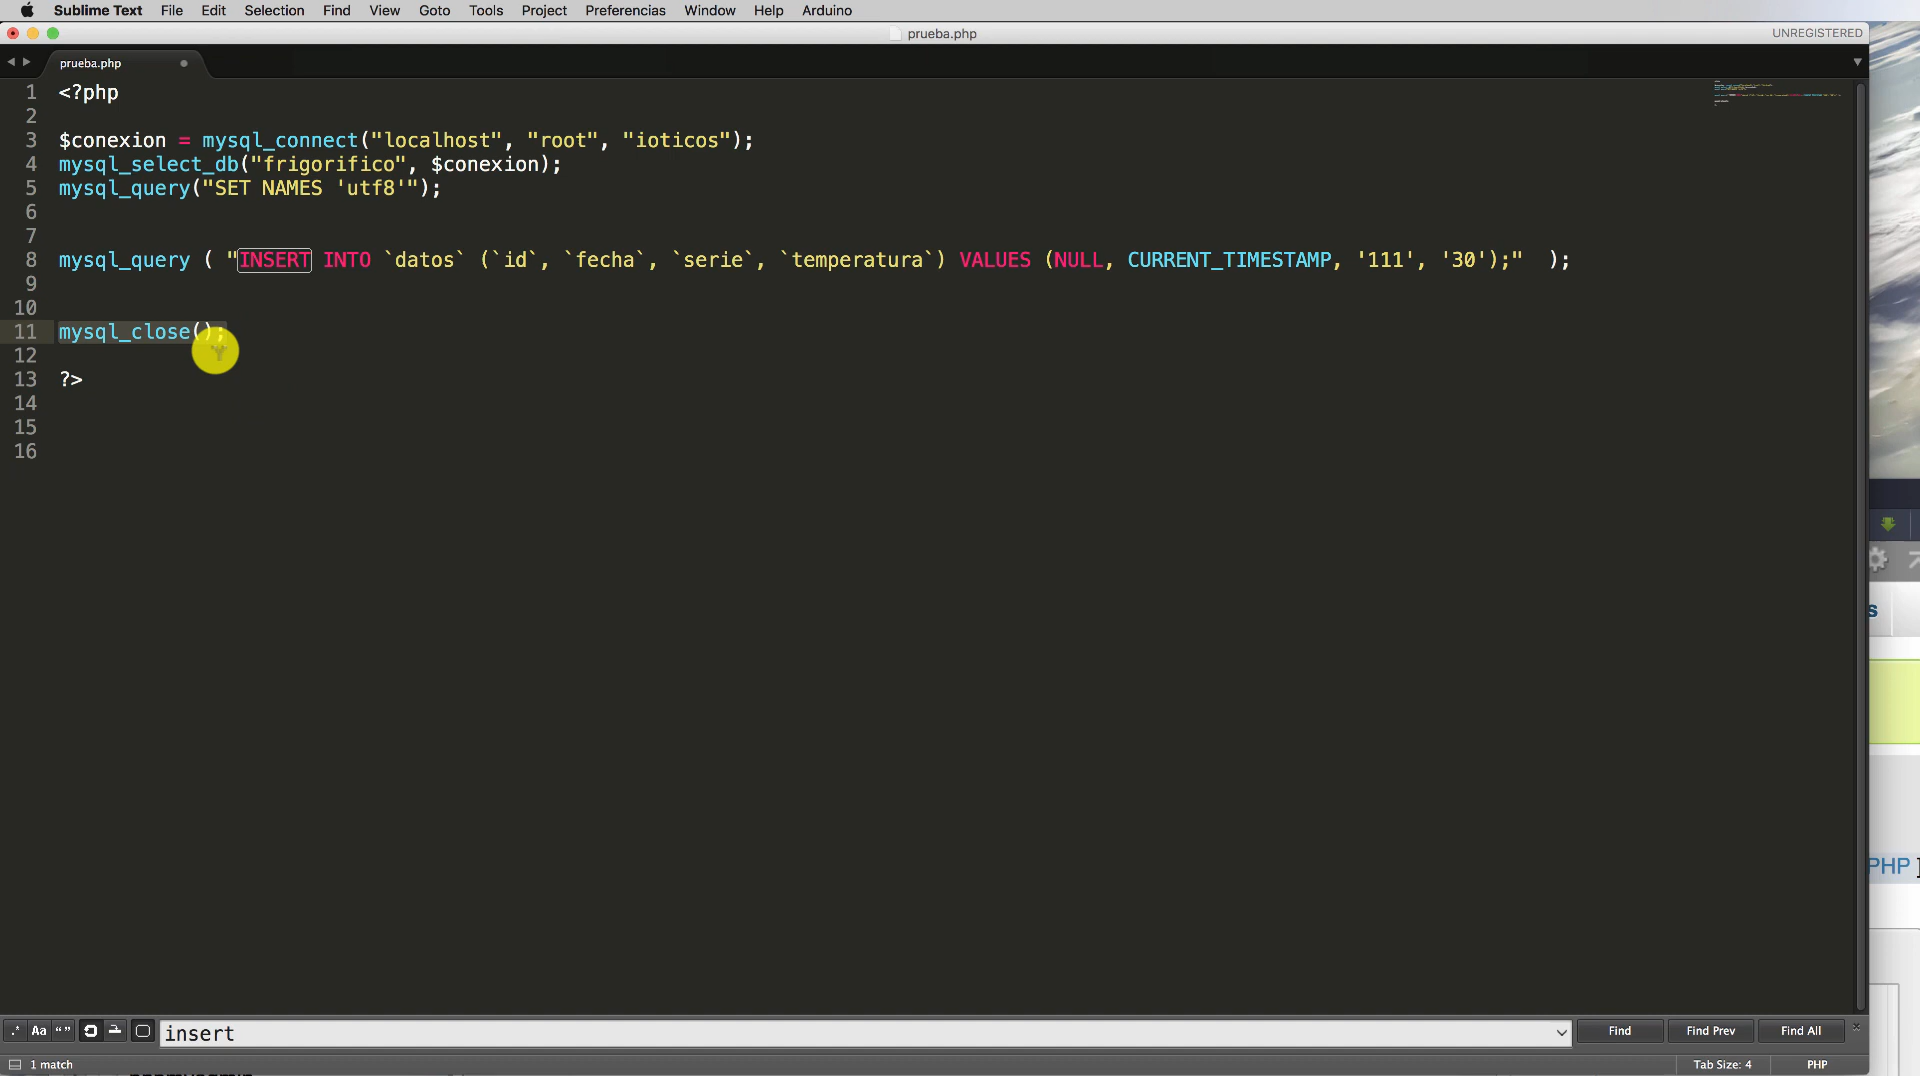 Sublime Text File Edit Selection Find View Goto Tools Project Preferencias Window Help Arduino
prueba.php
UNREGISTERED
prueba.php
1 <?php
2
3 $conexion = mysql_connect("localhost", "root", "ioticos");
4 mysql_select_db("frigorifico", $conexion);
5 mysql_query("SET NAMES 'utf8'");
6
7
8 mysql_query ( "INSERT INTO `datos` (`id`, `fecha`, `serie`, `temperatura`) VALUES (NULL, CURRENT_TIMESTAMP, '111', '30');" );
9
10
11 mysql_close();
12
13 ?>
14
15
16
s
PHP ]
.* Aa “” insert Find Find Prev Find All
1 match Tab Size: 4 PHP